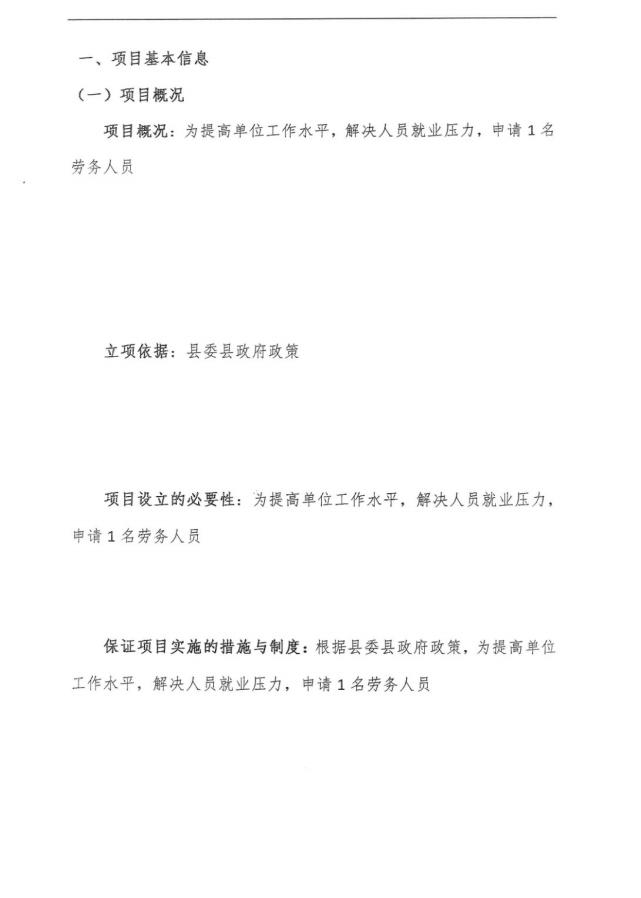 一、项目基本信息
（一）项目概况
项目概况：为提高单位工作水平，解决人员就业压力，申请1名
劳务人员
立项依据：县委县政府政策
项目设立的必要性：为提高单位工作水平，解决人员就业压力，
申请1名劳务人员
保证项目实施的措施与制度：根据县委县政府政策，为提高单位
工作水平，解决人员就业压力，申请1名劳务人员